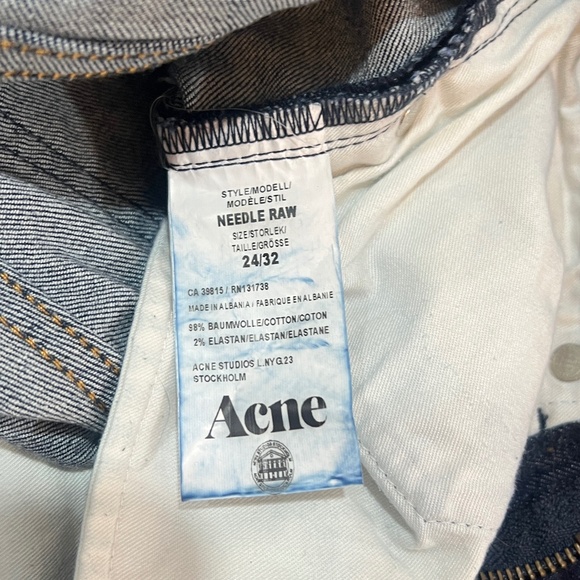 STYLE/MODELL/
MODÈLE/STIL
NEEDLE RAW
SIZE/STORLEK/
TAILLE/GRÖSSE
24/32
CA 39815 / RN131738
MADE IN ALBANIA / FABRIQUE EN ALBANIE
98% BAUMWOLLE/COTTON/COTON
2% ELASTAN/ELASTAN/ELASTANE
ACNE STUDIOS L.NYG.23
STOCKHOLM
Acne